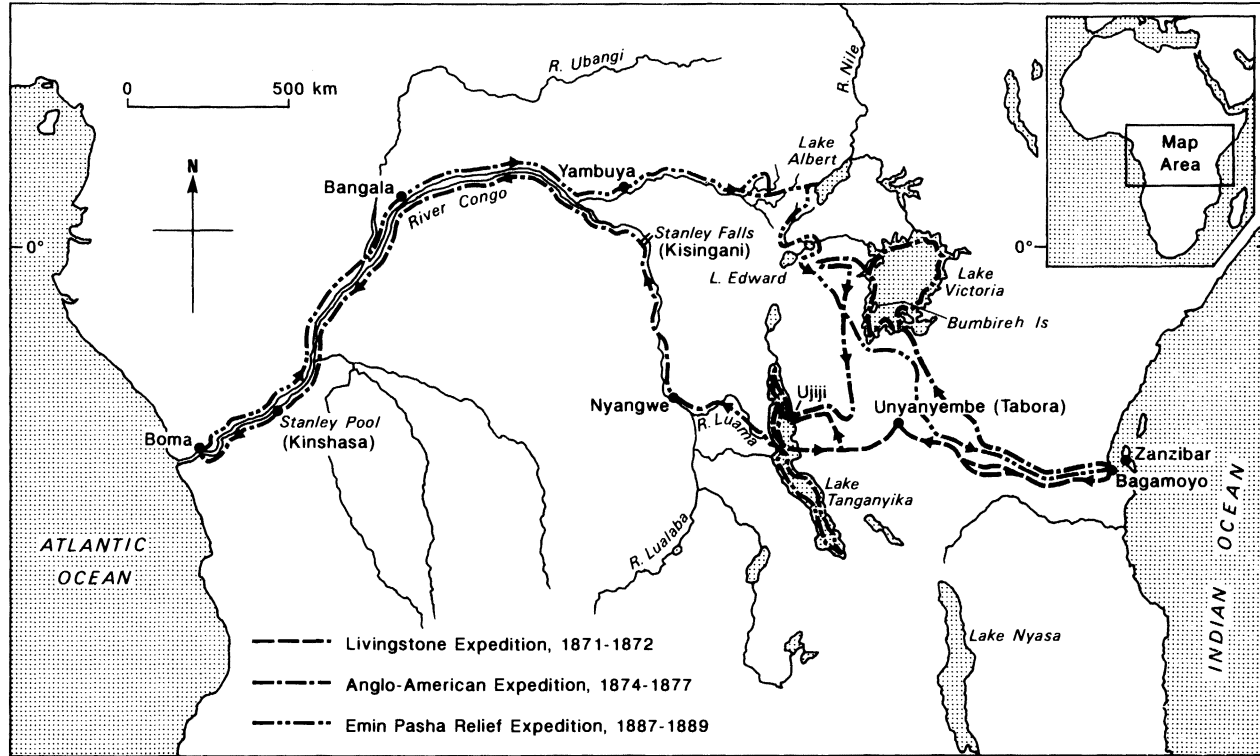 R. Ubangi
R. Nile
0 500 km
Lake
Albert
Map
Area
N
Yambuya
Bangala
River Congo
Stanley Falls
(Kisingani)
0°
0°
L. Edward
Lake
Victoria
Bumbireh Is
Ujiji
Nyangwe
Unyanyembe (Tabora)
R. Luama
Stanley Pool
(Kinshasa)
Boma
Zanzibar
Bagamoyo
Lake
Tanganyika
R. Lualaba
ATLANTIC
OCEAN
INDIAN OCEAN
Lake Nyasa
Livingstone Expedition, 1871-1872
Anglo-American Expedition, 1874-1877
Emin Pasha Relief Expedition, 1887-1889